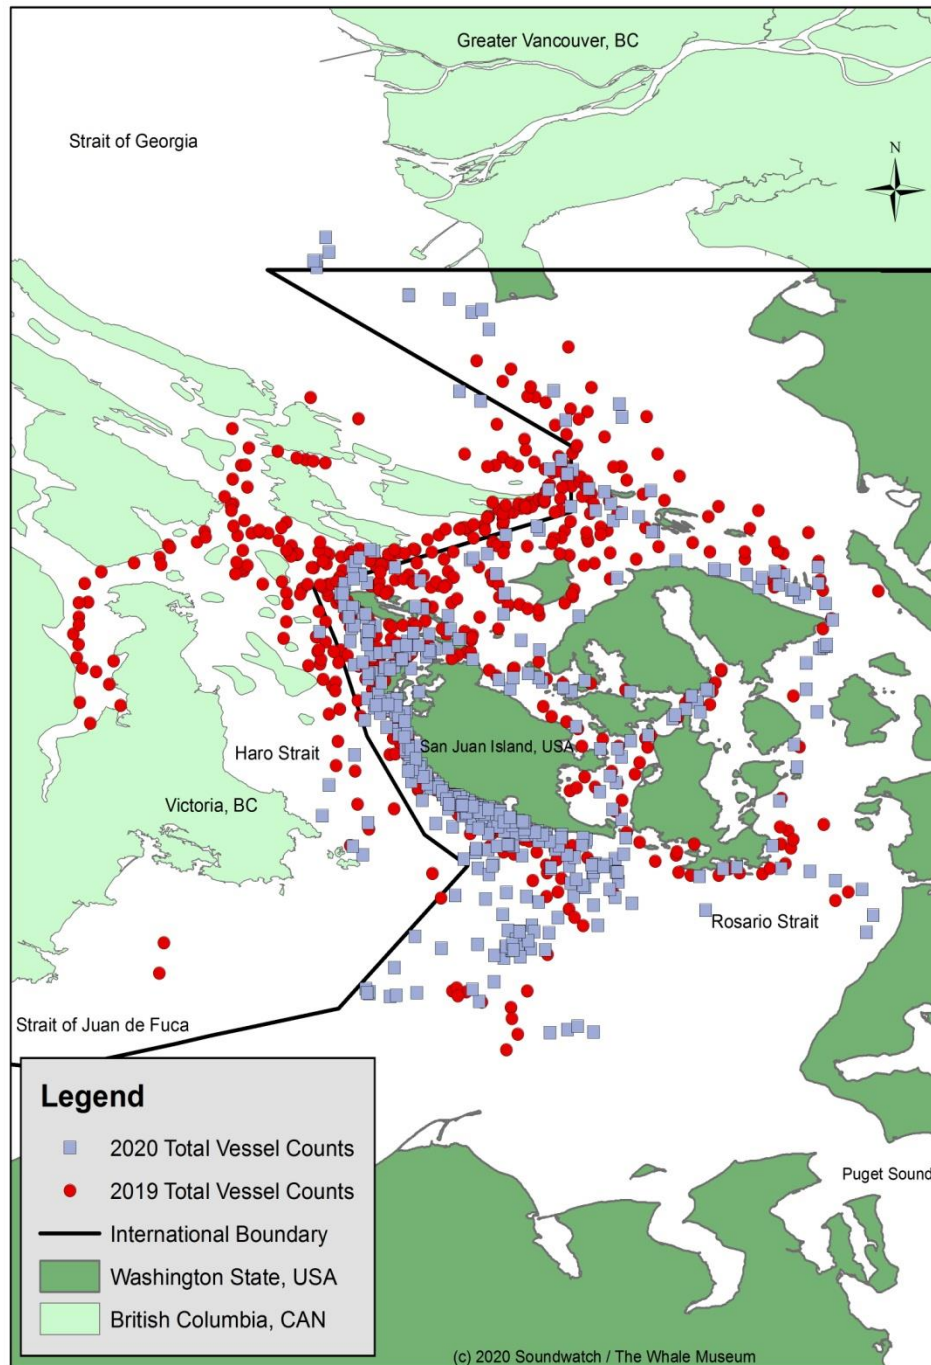 Greater Vancouver, BC
Strait of Georgia
N
San Juan Island, USA
Haro Strait
Victoria, BC
Rosario Strait
Strait of Juan de Fuca
Legend
2020 Total Vessel Counts
2019 Total Vessel Counts
International Boundary
Washington State, USA
British Columbia, CAN
Puget Sound
(c) 2020 Soundwatch / The Whale Museum